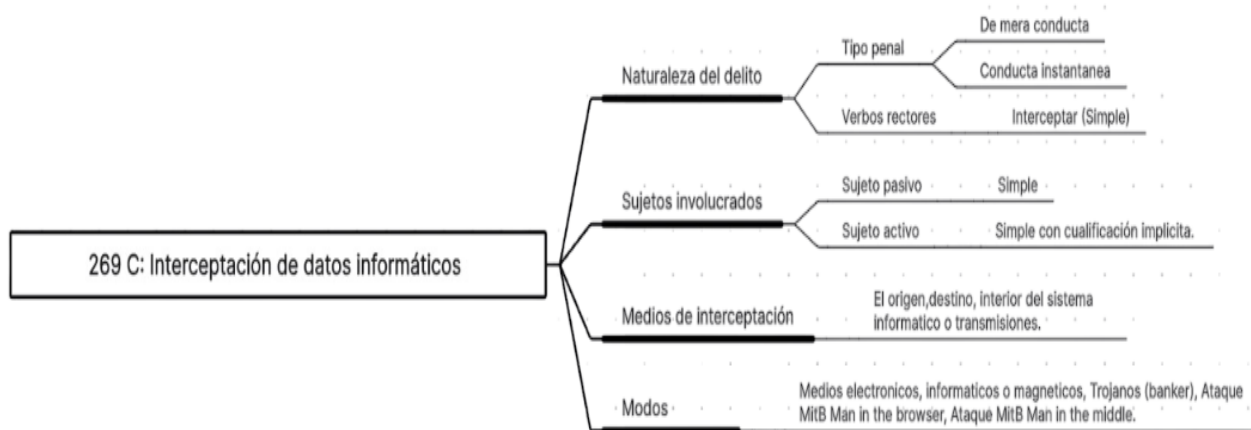 269 C: Interceptación de datos informáticos
Naturaleza del delito
Tipo penal
De mera conducta
Conducta instantanea
Verbos rectores
Interceptar (Simple)
Sujetos involucrados
Sujeto pasivo
Simple
Sujeto activo
Simple con cualificación implicita.
Medios de interceptación
El origen,destino, interior del sistema
informatico o transmisiones.
Modos
Medios electronicos, informaticos o magneticos, Trojanos (banker), Ataque
MitB Man in the browser, Ataque MitB Man in the middle.